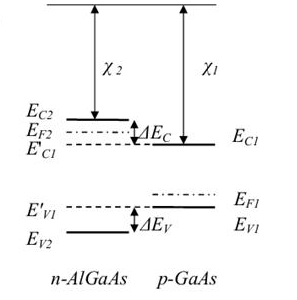 χ2
χ1
EC2
ΔEC
EC1
EF2
E'C1
EF1
E'V1
ΔEV
EV1
EV2
n-AlGaAs p-GaAs